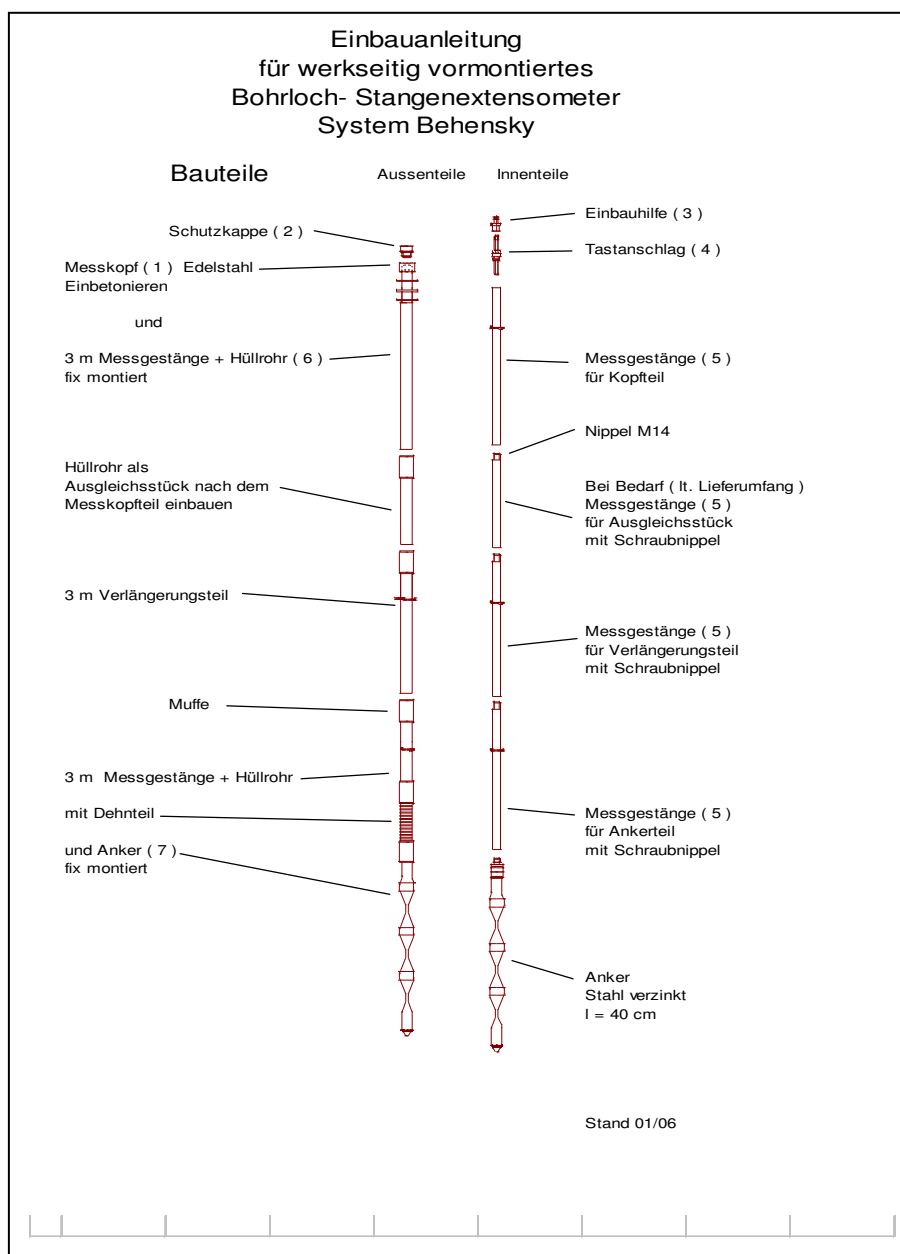 Einbauanleitung
für werkseitig vormontiertes
Bohrloch- Stangenextensometer
System Behensky
Bauteile
Aussenteile
Innenteile
Schutzkappe ( 2 )
Messkopf ( 1 ) Edelstahl
Einbetonieren
und
3 m Messgestänge + Hüllrohr ( 6 )
fix montiert
Hüllrohr als
Ausgleichsstück nach dem
Messkopfteil einbauen
3 m Verlängerungsteil
Muffe
3 m Messgestänge + Hüllrohr
mit Dehnteil
und Anker ( 7 )
fix montiert
Einbauhilfe ( 3 )
Tastanschlag ( 4 )
Messgestänge ( 5 )
für Kopfteil
Nippel M14
Bei Bedarf ( lt. Lieferumfang )
Messgestänge ( 5 )
für Ausgleichsstück
mit Schraubnippel
Messgestänge ( 5 )
für Verlängerungsteil
mit Schraubnippel
Messgestänge ( 5 )
für Ankerteil
mit Schraubnippel
Anker
Stahl verzinkt
l = 40 cm
Stand 01/06